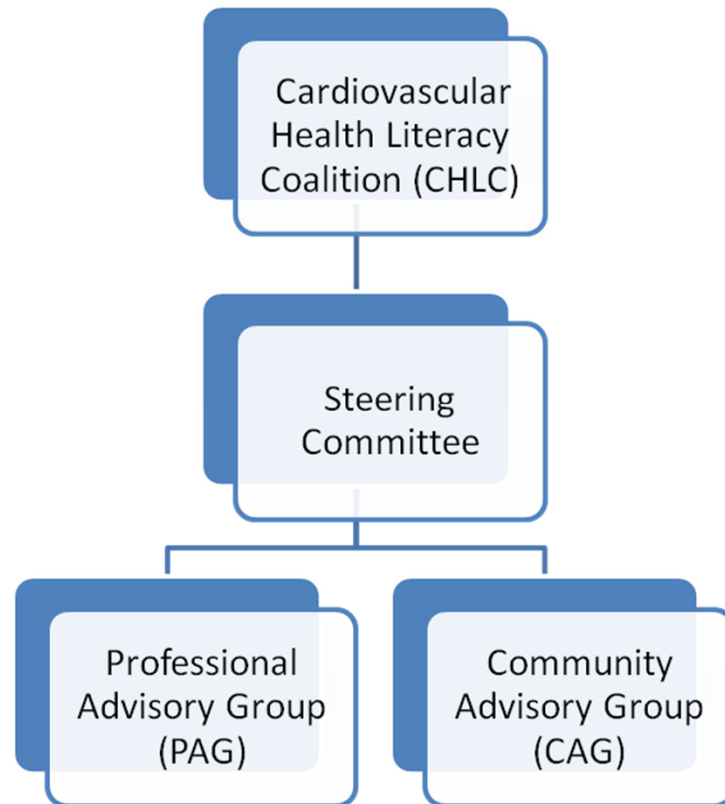 Cardiovascular
Health Literacy
Coalition (CHLC)
Steering
Committee
Professional
Advisory Group
(PAG)
Community
Advisory Group
(CAG)